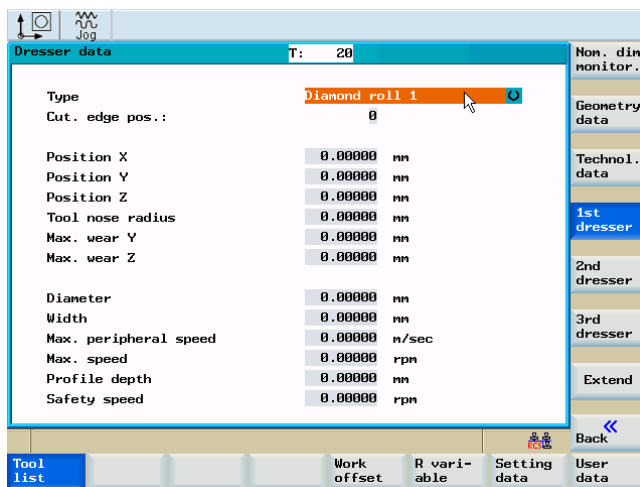 Jog
Dresser data T: 20
Type Diamond roll 1
Cut. edge pos.: 0
Position X 0.00000 mm
Position Y 0.00000 mm
Position Z 0.00000 mm
Tool nose radius 0.00000 mm
Max. wear Y 0.00000 mm
Max. wear Z 0.00000 mm
Diameter 0.00000 mm
Width 0.00000 mm
Max. peripheral speed 0.00000 m/sec
Max. speed 0.00000 rpm
Profile depth 0.00000 mm
Safety speed 0.00000 rpm
Nom. dim
monitor.
Geometry
data
Technol.
data
1st
dresser
2nd
dresser
3rd
dresser
Extend
«
Back
RCS
Tool
list
Work
offset
R vari-
able
Setting
data
User
data